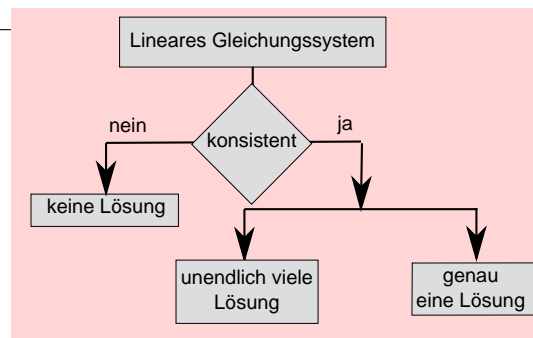 Lineares Gleichungssystem
nein
konsistent
ja
keine Lösung
unendlich viele
Lösung
genau
eine Lösung